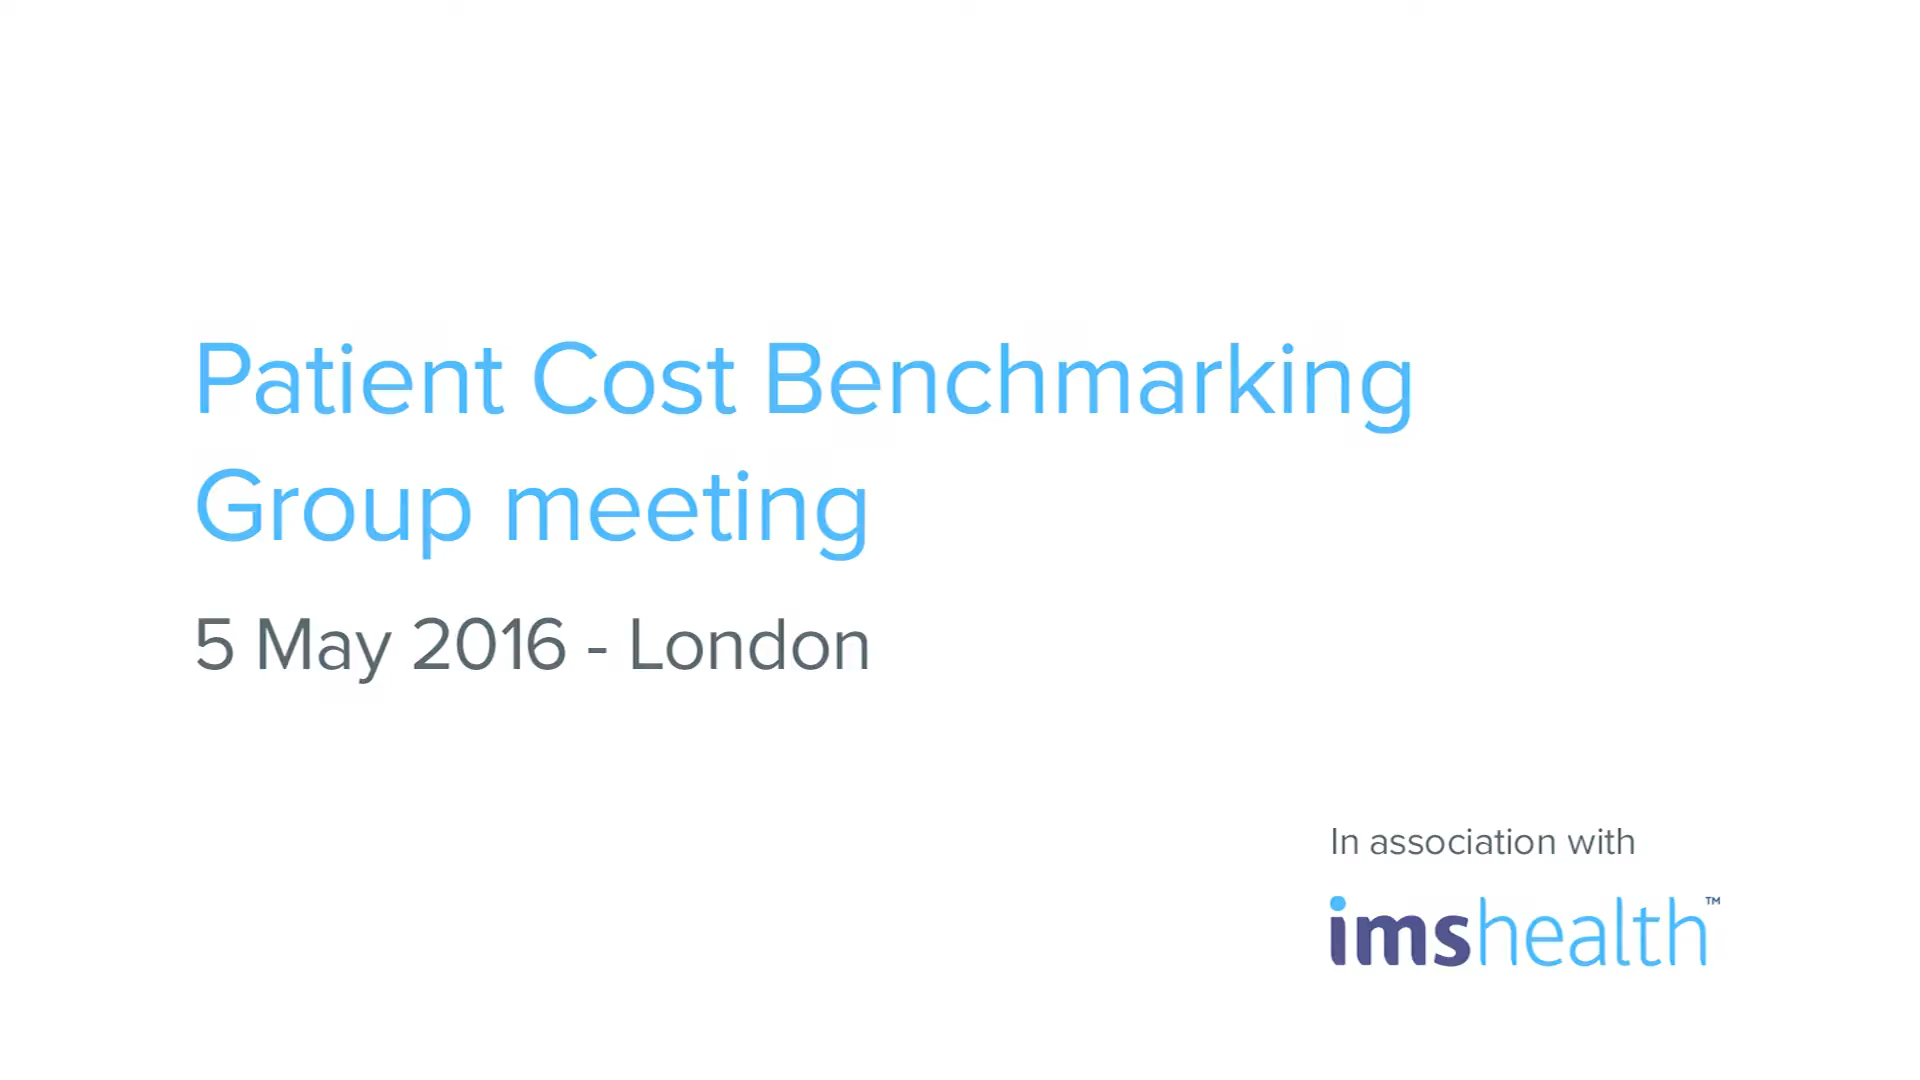 Patient Cost Benchmarking
Group meeting
5 May 2016 - London
In association with
imshealth™